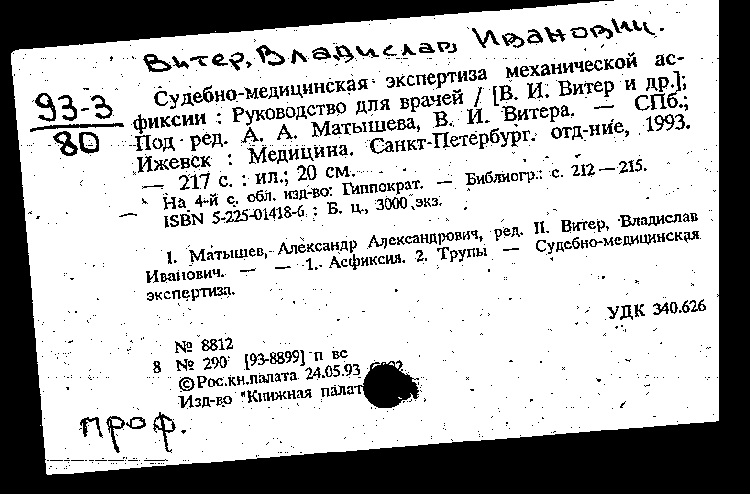 Витер, Владислав Иванович.
93-3
80
Судебно-медицинская экспертиза механической ас-
фиксии : Руководство для врачей / [В. И. Витер и др.];
Под ред. А. А. Матышева, В. И. Витера. — СПб.;
Ижевск : Медицина. Санкт-Петербург. отд-ние, 1993.
— 217 с. : ил.; 20 см.
На 4-й с. обл. изд-во: Гиппократ. — Библиогр.: с. 212—215.
— ISBN 5-225-01418-6 : Б. ц., 3000 экз.
I. Матышев, Александр Александрович, ред. II. Витер, Владислав
Иванович. — — 1. Асфиксия. 2. Трупы — Судебно-медицинская
экспертиза.
УДК 340.626
№ 8812
8 № 290 [93-8899] п вс
©Рос.кн.палата 24.05.93
Изд-во "Книжная палат
проф.